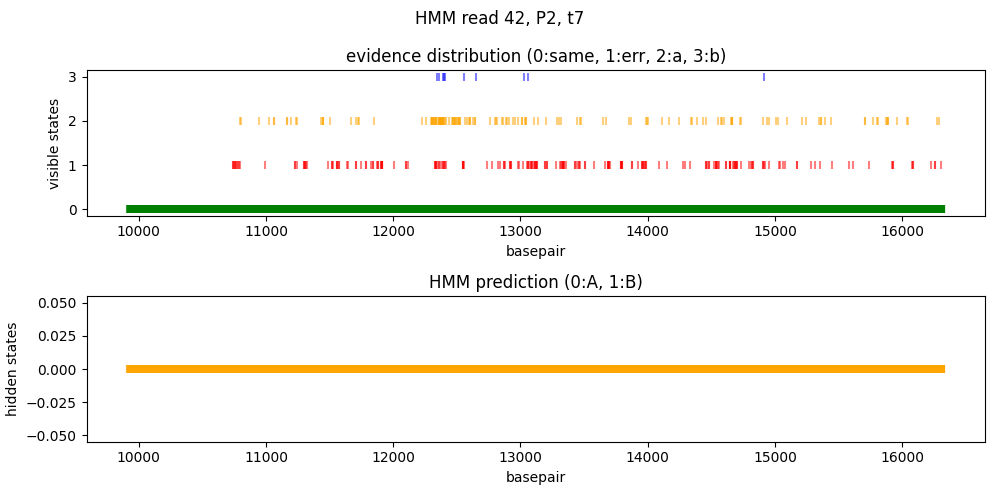 HMM read 42, P2, t7
evidence distribution (0:same, 1:err, 2:a, 3:b)
visible states
3
2
1
0
10000 11000 12000 13000 14000 15000 16000
basepair
HMM prediction (0:A, 1:B)
hidden states
0.050
0.025
0.000
−0.025
−0.050
10000 11000 12000 13000 14000 15000 16000
basepair